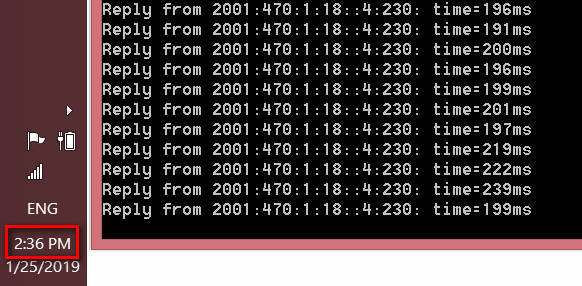 Reply from 2001:470:1:18::4:230: time=196ms
Reply from 2001:470:1:18::4:230: time=191ms
Reply from 2001:470:1:18::4:230: time=200ms
Reply from 2001:470:1:18::4:230: time=196ms
Reply from 2001:470:1:18::4:230: time=199ms
Reply from 2001:470:1:18::4:230: time=201ms
Reply from 2001:470:1:18::4:230: time=197ms
Reply from 2001:470:1:18::4:230: time=219ms
Reply from 2001:470:1:18::4:230: time=222ms
Reply from 2001:470:1:18::4:230: time=239ms
Reply from 2001:470:1:18::4:230: time=199ms
ENG
2:36 PM
1/25/2019